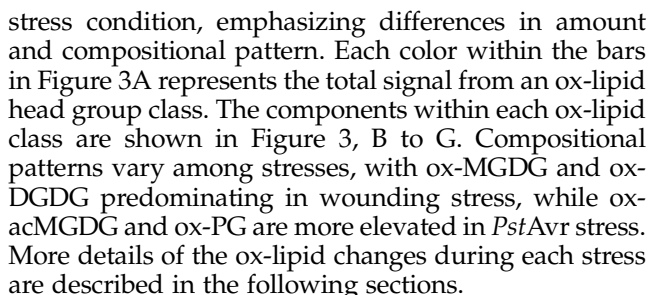 stress condition, emphasizing differences in amount
and compositional pattern. Each color within the bars
in Figure 3A represents the total signal from an ox-lipid
head group class. The components within each ox-lipid
class are shown in Figure 3, B to G. Compositional
patterns vary among stresses, with ox-MGDG and ox-
DGDG predominating in wounding stress, while ox-
acMGDG and ox-PG are more elevated in PstAvr stress.
More details of the ox-lipid changes during each stress
are described in the following sections.